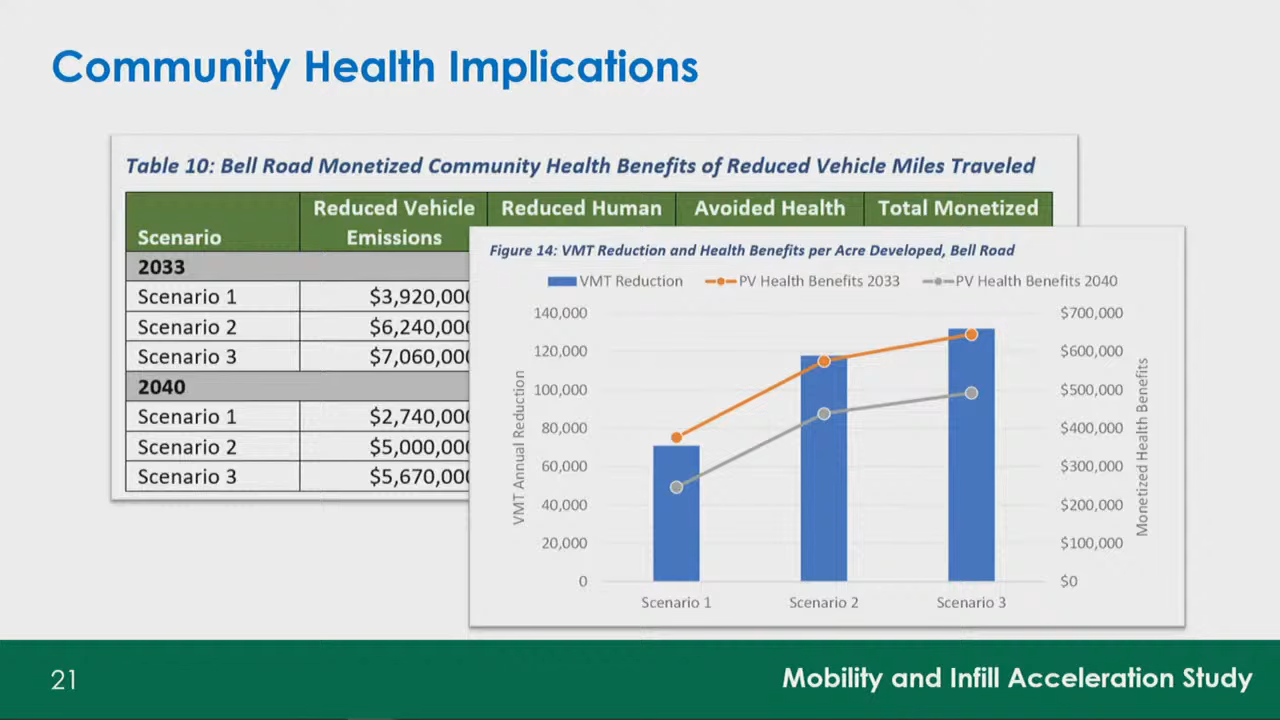 Community Health Implications
Table 10: Bell Road Monetized Community Health Benefits of Reduced Vehicle Miles Traveled
Scenario Reduced Vehicle Emissions Reduced Human Avoided Health Total Monetized
2033
Scenario 1 $3,920,000
Scenario 2 $6,240,000
Scenario 3 $7,060,000
2040
Scenario 1 $2,740,000
Scenario 2 $5,000,000
Scenario 3 $5,670,000
Figure 14: VMT Reduction and Health Benefits per Acre Developed, Bell Road
VMT Reduction PV Health Benefits 2033 PV Health Benefits 2040
VMT Annual Reduction
140,000
120,000
100,000
80,000
60,000
40,000
20,000
0
$700,000
$600,000
$500,000
$400,000
$300,000
$200,000
$100,000
$0
Monetized Health Benefits
Scenario 1 Scenario 2 Scenario 3
21
Mobility and Infill Acceleration Study